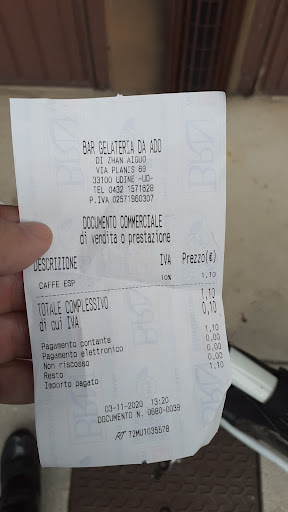 BAR GELATERIA DA ADO
DI ZHAN AIGUO
VIA PLANIS 69
33100 UDINE -UD-
TEL 0432 1571628
P.IVA 02571960307
DOCUMENTO COMMERCIALE
di vendita o prestazione
DESCRIZIONE IVA Prezzo(€)
CAFFE ESP 10% 1,10
TOTALE COMPLESSIVO 1,10
di cui IVA 0,10
Pagamento contante 1,10
Pagamento elettronico 0,00
Non riscosso 0,00
Resto 0,00
Importo pagato 1,10
03-11-2020 13:20
DOCUMENTO N. 0680-0039
RT 72MU1035578